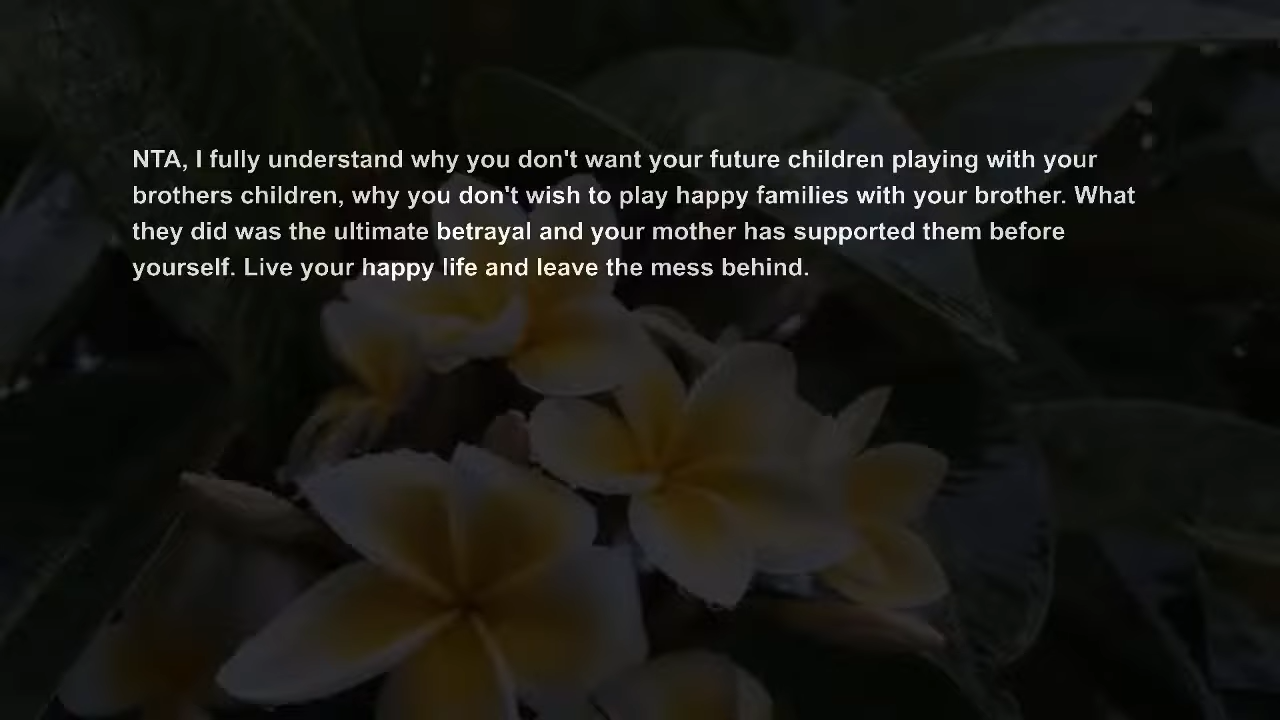 NTA, I fully understand why you don't want your future children playing with your
brothers children, why you don't wish to play happy families with your brother. What
they did was the ultimate betrayal and your mother has supported them before
yourself. Live your happy life and leave the mess behind.